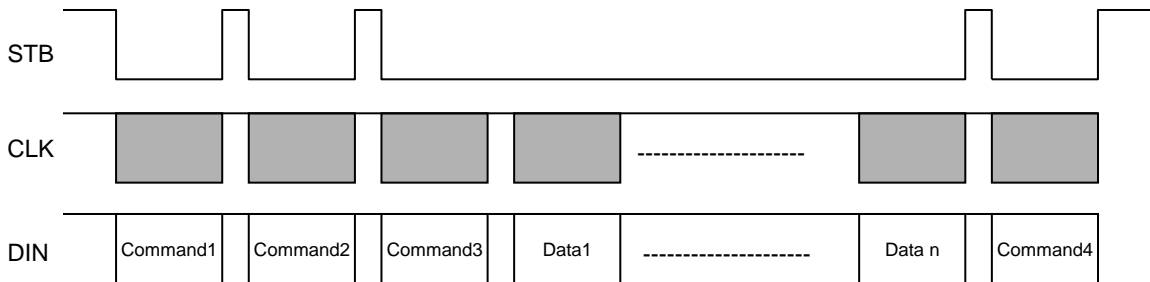 STB
CLK
DIN
Command1 Command2 Command3 Data1 Data n Command4